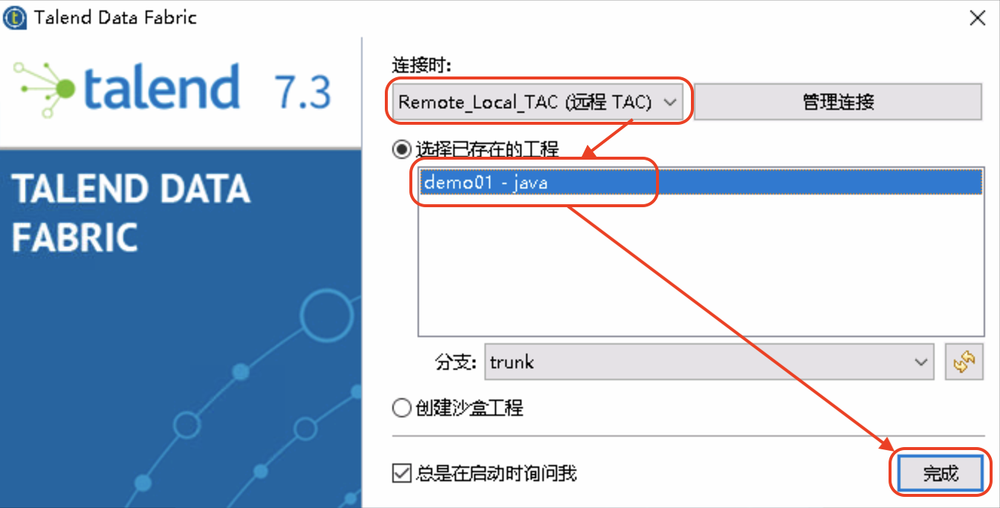 Talend Data Fabric
talend 7.3
TALEND DATA
FABRIC
连接时:
Remote_Local_TAC (远程 TAC)
管理连接
选择已存在的工程
demo01 - java
分支: trunk
创建沙盒工程
总是在启动时询问我
完成